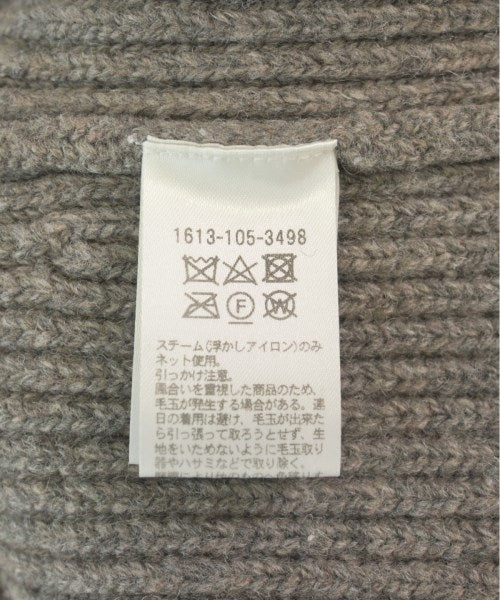 1613-105-3498
F W
スチーム(浮かしアイロン)のみ
ネット使用。
引っかけ注意。
風合いを重視した商品のため、
毛玉が発生する場合がある。連
日の着用は避け、毛玉が出来た
ら引っ張って取ろうとせず、生
地をいためないように毛玉取り
器やハサミなどで取り除く。